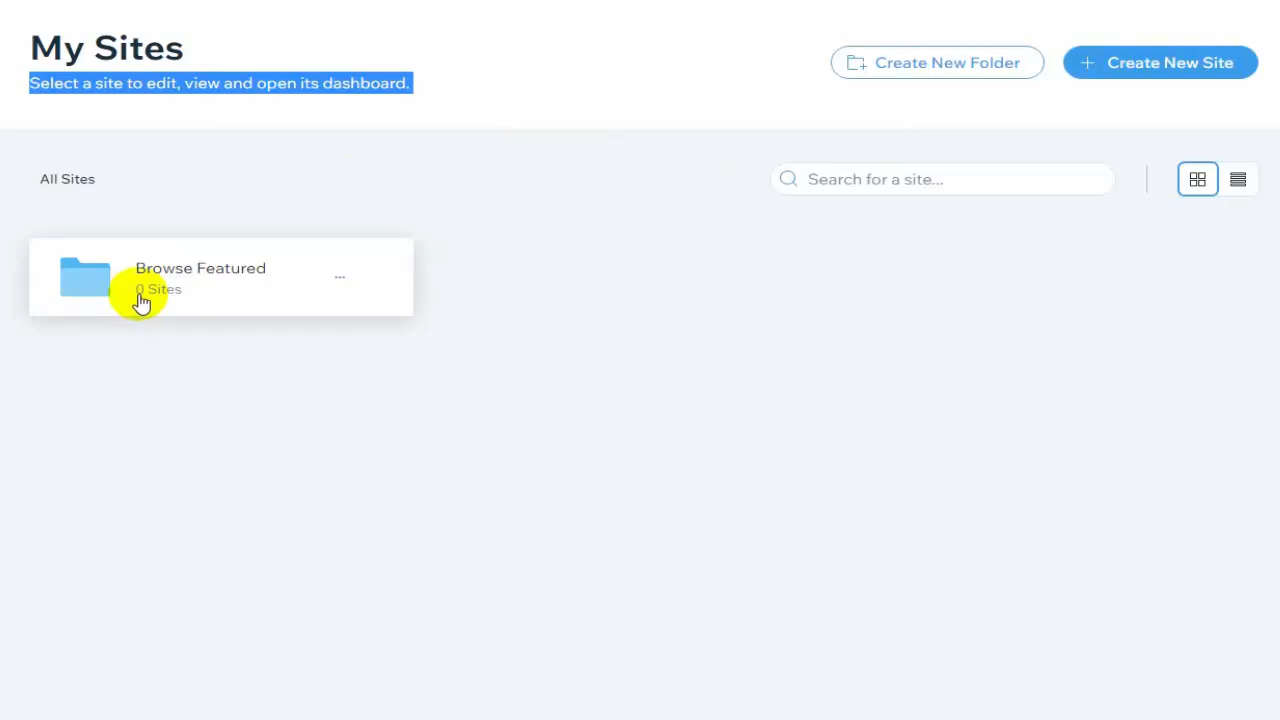 My Sites
Select a site to edit, view and open its dashboard.
Create New Folder
Create New Site
All Sites
Search for a site...
Browse Featured
...
0 Sites